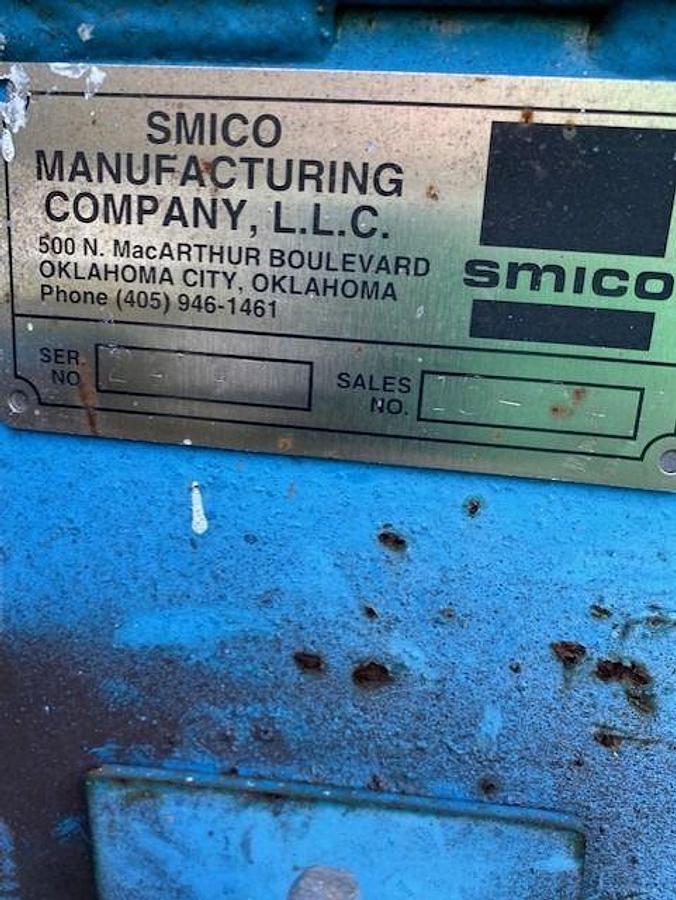 SMICO
MANUFACTURING
COMPANY, L.L.C.
500 N. MacARTHUR BOULEVARD
OKLAHOMA CITY, OKLAHOMA
Phone (405) 946-1461
smico
SER.
NO.
SALES
NO.